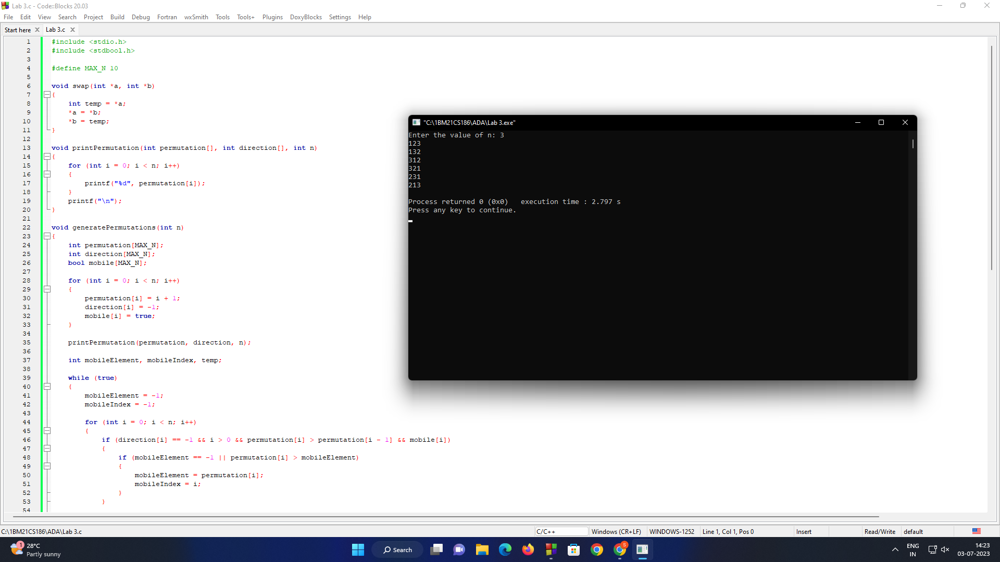 Lab 3.c - Code::Blocks 20.03
File Edit View Search Project Build Debug Fortran wxSmith Tools Tools+ Plugins DoxyBlocks Settings Help
Start here Lab 3.c
1 #include <stdio.h>
2 #include <stdbool.h>
3
4 #define MAX_N 10
5
6 void swap(int *a, int *b)
7 {
8 int temp = *a;
9 *a = *b;
10 *b = temp;
11 }
12
13 void printPermutation(int permutation[], int direction[], int n)
14 {
15 for (int i = 0; i < n; i++)
16 {
17 printf("%d", permutation[i]);
18 }
19 printf("\n");
20 }
21
22 void generatePermutations(int n)
23 {
24 int permutation[MAX_N];
25 int direction[MAX_N];
26 bool mobile[MAX_N];
27
28 for (int i = 0; i < n; i++)
29 {
30 permutation[i] = i + 1;
31 direction[i] = -1;
32 mobile[i] = true;
33 }
34
35 printPermutation(permutation, direction, n);
36
37 int mobileElement, mobileIndex, temp;
38
39 while (true)
40 {
41 mobileElement = -1;
42 mobileIndex = -1;
43
44 for (int i = 0; i < n; i++)
45 {
46 if (direction[i] == -1 && i > 0 && permutation[i] > permutation[i - 1] && mobile[i])
47 {
48 if (mobileElement == -1 || permutation[i] > mobileElement)
49 {
50 mobileElement = permutation[i];
51 mobileIndex = i;
52 }
53 }
54
"C:\1BM21CS186\ADA\Lab 3.exe"
Enter the value of n: 3
123
132
312
321
231
213
Process returned 0 (0x0) execution time : 2.797 s
Press any key to continue.
C:\1BM21CS186\ADA\Lab 3.c C/C++ Windows (CR+LF) WINDOWS-1252 Line 1, Col 1, Pos 0 Insert Read/Write default
1
28°C
Partly sunny
Search
S
ENG
IN
14:23
03-07-2023